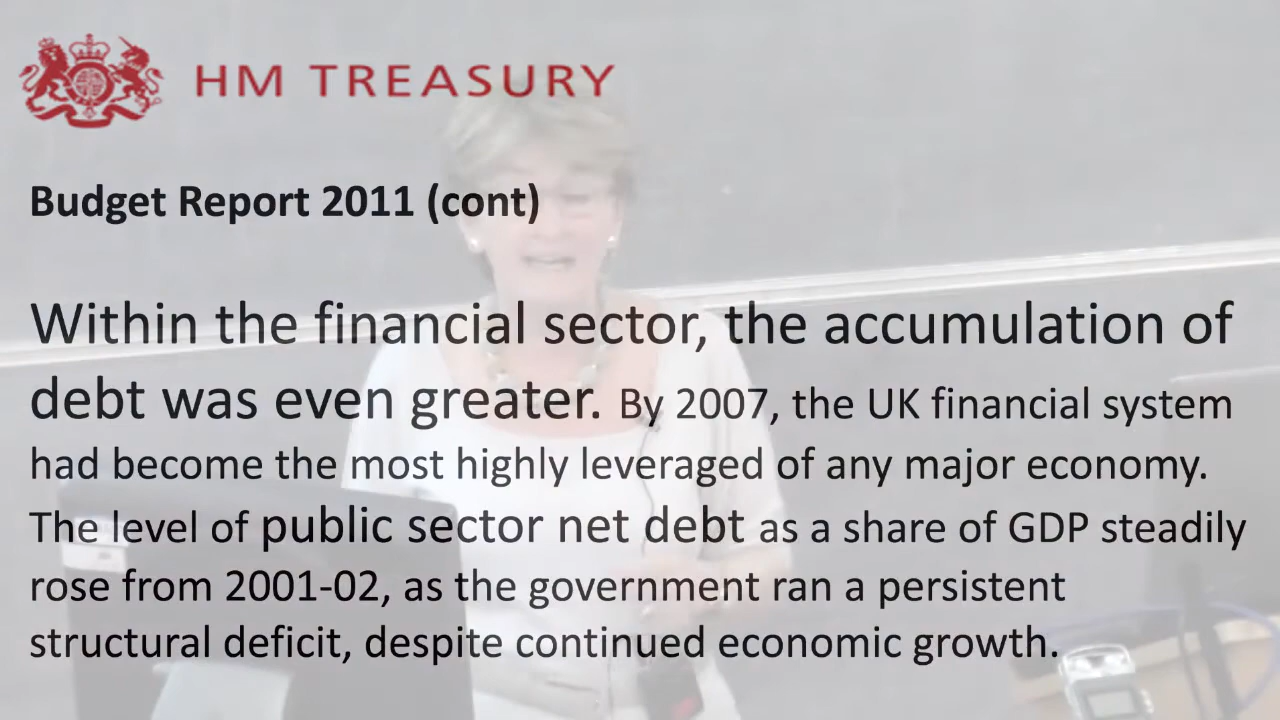 HM TREASURY
Budget Report 2011 (cont)
Within the financial sector, the accumulation of
debt was even greater. By 2007, the UK financial system
had become the most highly leveraged of any major economy.
The level of public sector net debt as a share of GDP steadily
rose from 2001-02, as the government ran a persistent
structural deficit, despite continued economic growth.